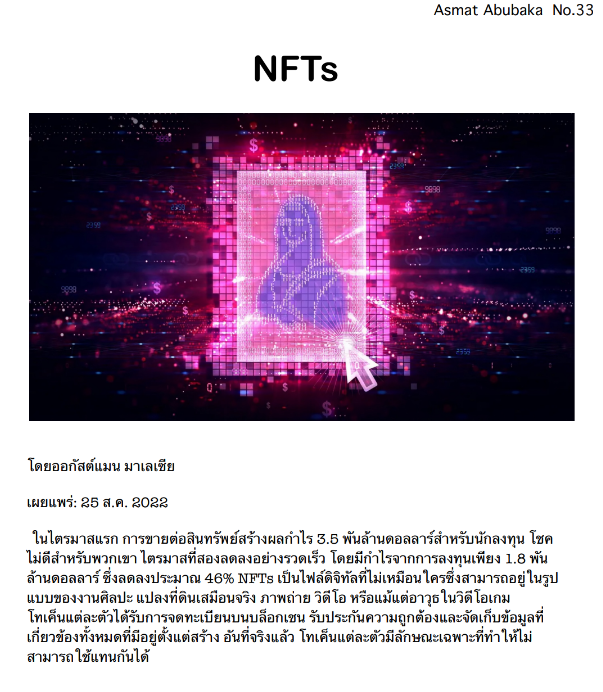 Asmat Abubaka No.33
NFTs
โดยออกัสต์แมน มาเลเซีย
เผยแพร่: 25 ส.ค. 2022
ในไตรมาสแรก การขายต่อสินทรัพย์สร้างผลกำไร 3.5 พันล้านดอลลาร์สำหรับนักลงทุน โชค
ไม่ดีสำหรับพวกเขา ไตรมาสที่สองลดลงอย่างรวดเร็ว โดยมีกำไรจากการลงทุนเพียง 1.8 พัน
ล้านดอลลาร์ ซึ่งลดลงประมาณ 46% NFTs เป็นไฟล์ดิจิทัลที่ไม่เหมือนใครซึ่งสามารถอยู่ในรูป
แบบของงานศิลปะ แปลงที่ดินเสมือนจริง ภาพถ่าย วิดีโอ หรือแม้แต่อาวุธในวิดีโอเกม
โทเค็นแต่ละตัวได้รับการจดทะเบียนบนบล็อกเชน รับประกันความถูกต้องและจัดเก็บข้อมูลที่
เกี่ยวข้องทั้งหมดที่มีอยู่ตั้งแต่สร้าง อันที่จริงแล้ว โทเค็นแต่ละตัวมีลักษณะเฉพาะที่ทำให้ไม่
สามารถใช้แทนกันได้